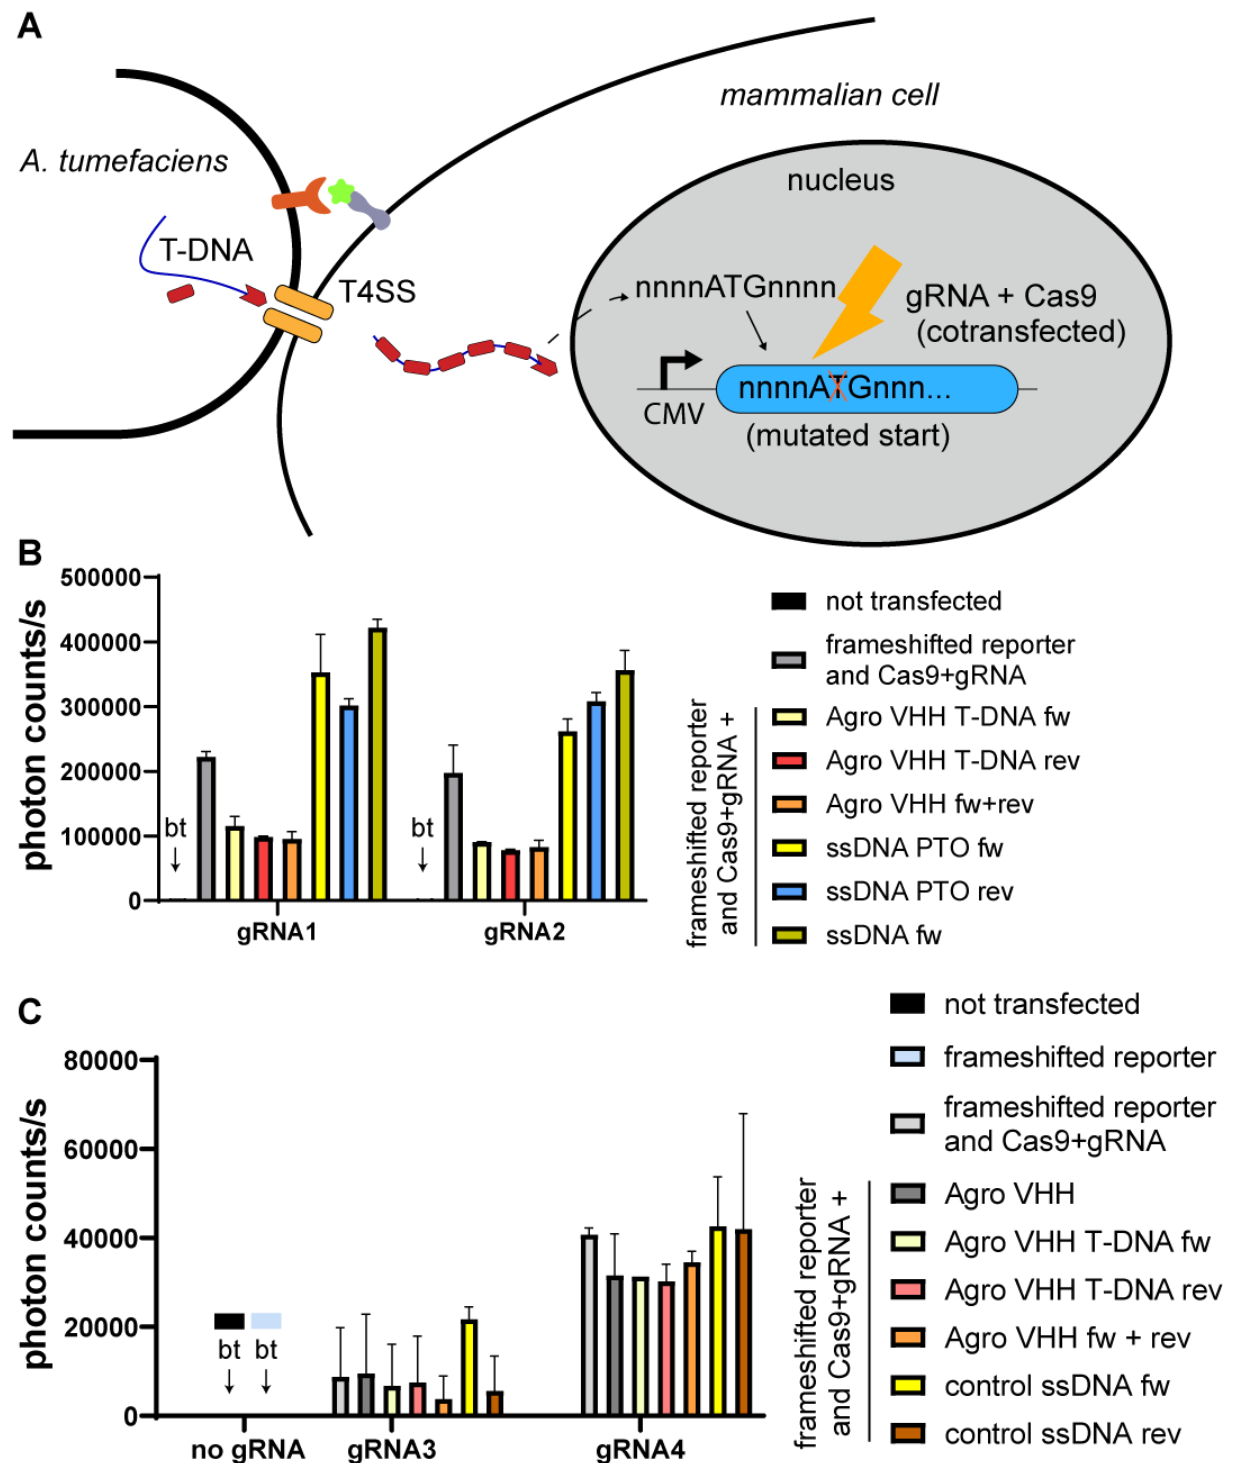 A
mammalian cell
A. tumefaciens
nucleus
T-DNA
T4SS
nnnnATGnnnn
gRNA + Cas9
(cotransfected)
nnnnATGnnn...
CMV
(mutated start)
B
photon counts/s
500000
400000
300000
200000
100000
0
bt
bt
gRNA1
gRNA2
not transfected
frameshifted reporter
and Cas9+gRNA
frameshifted reporter
and Cas9+gRNA +
Agro VHH T-DNA fw
Agro VHH T-DNA rev
Agro VHH fw+rev
ssDNA PTO fw
ssDNA PTO rev
ssDNA fw
C
photon counts/s
80000
60000
40000
20000
0
bt
bt
no gRNA
gRNA3
gRNA4
not transfected
frameshifted reporter
frameshifted reporter
and Cas9+gRNA
frameshifted reporter
and Cas9+gRNA +
Agro VHH
Agro VHH T-DNA fw
Agro VHH T-DNA rev
Agro VHH fw + rev
control ssDNA fw
control ssDNA rev